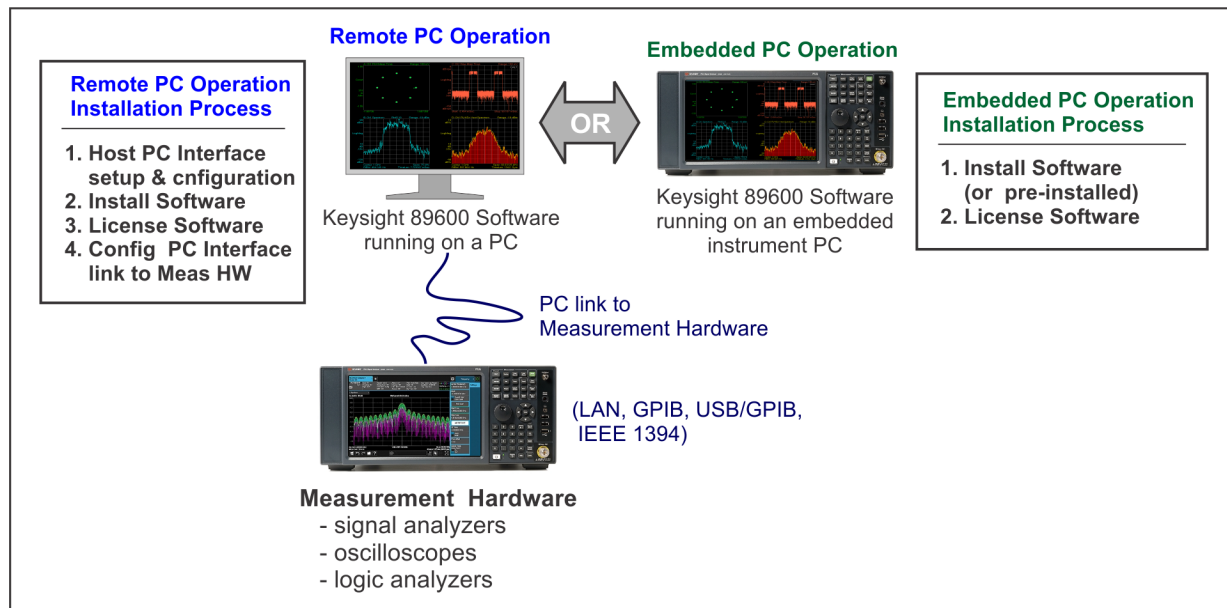 Remote PC Operation
Embedded PC Operation
Remote PC Operation
Installation Process
1. Host PC Interface
setup & cnfiguration
2. Install Software
3. License Software
4. Config PC Interface
link to Meas HW
OR
Keysight 89600 Software
running on a PC
Keysight 89600 Software
running on an embedded
instrument PC
Embedded PC Operation
Installation Process
1. Install Software
(or pre-installed)
2. License Software
PC link to
Measurement Hardware
(LAN, GPIB, USB/GPIB,
IEEE 1394)
Measurement Hardware
- signal analyzers
- oscilloscopes
- logic analyzers